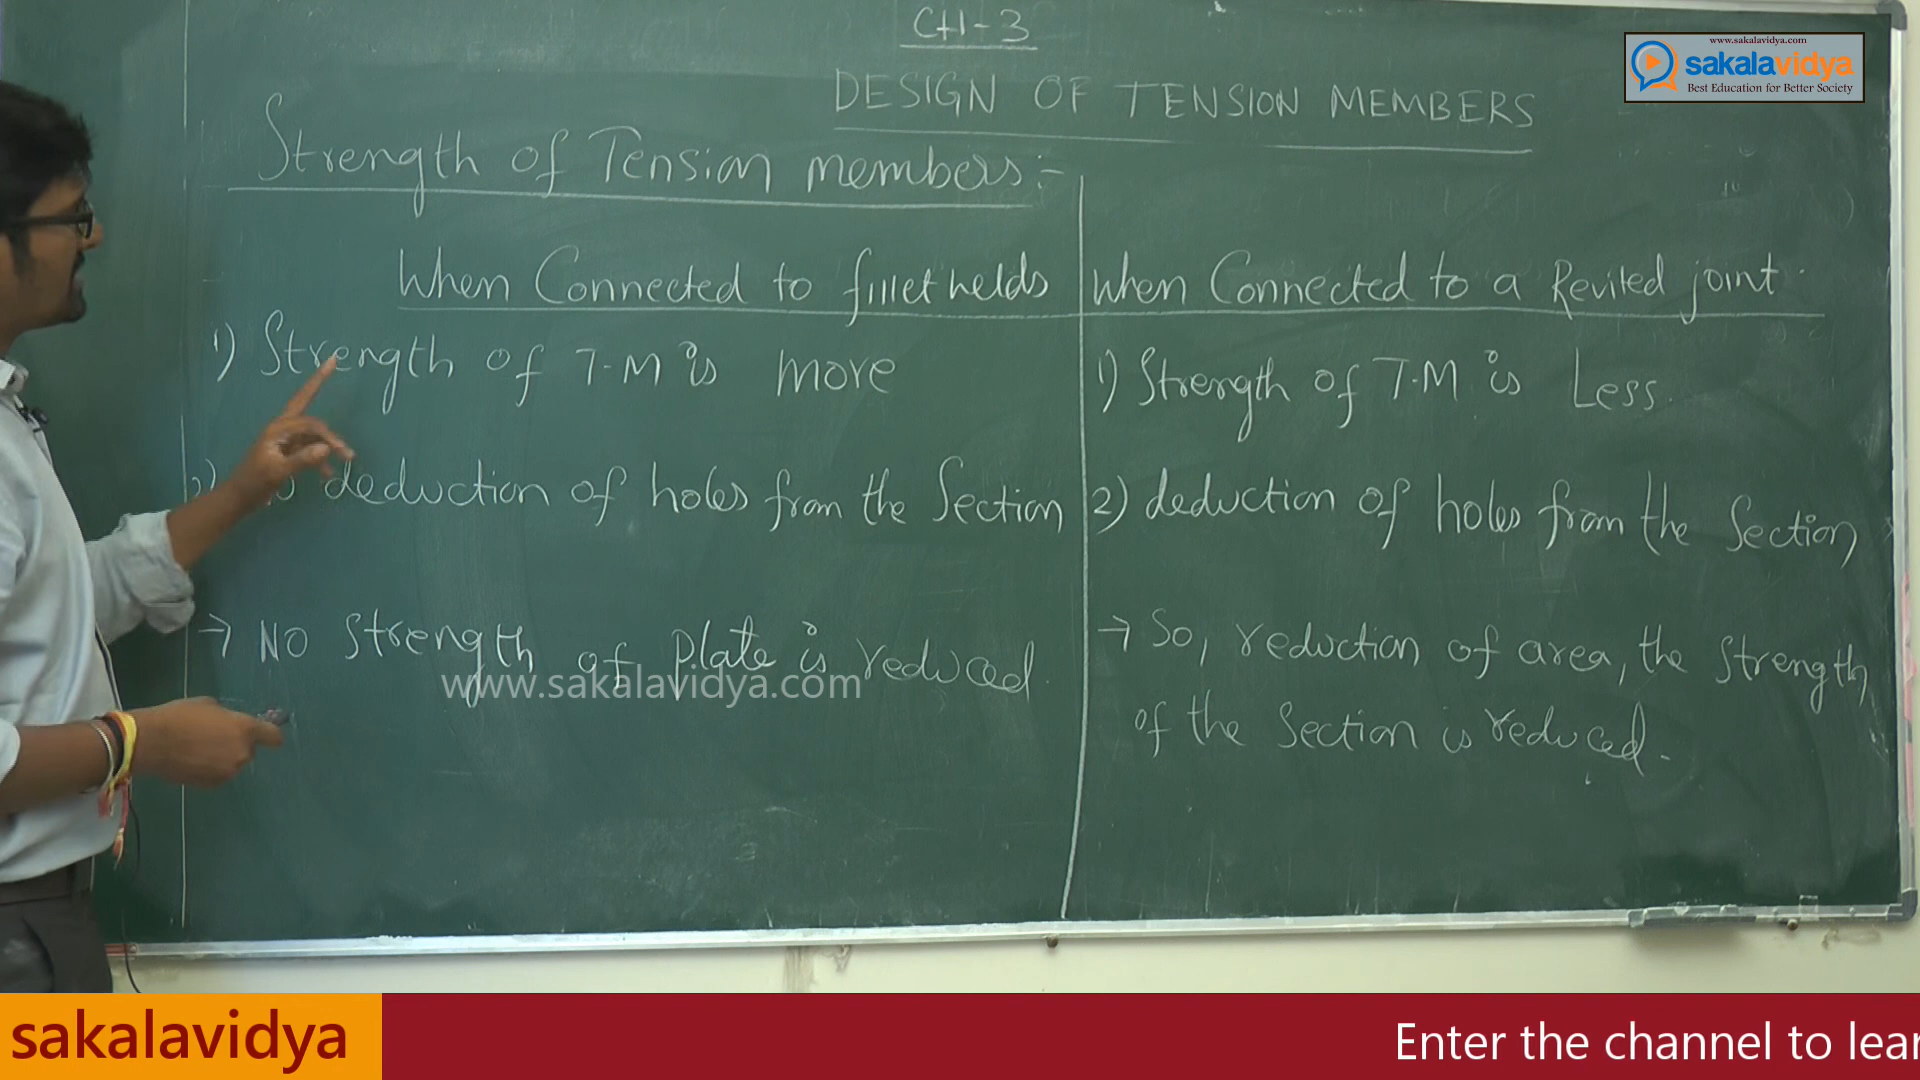 CH-3
DESIGN OF TENSION MEMBERS
www.sakalavidya.com
sakalavidya
Best Education for Better Society
Strength of Tension members:-
When Connected to fillet welds
1) Strength of T.M is more
2) deduction of holes from the Section
→ NO strength of plate is reduced.
When Connected to a Revited joint.
1) Strength of T.M is Less.
2) deduction of holes from the Section
→ So, reduction of area, the strength
of the Section is reduced.
www.sakalavidya.com
sakalavidya
Enter the channel to lear